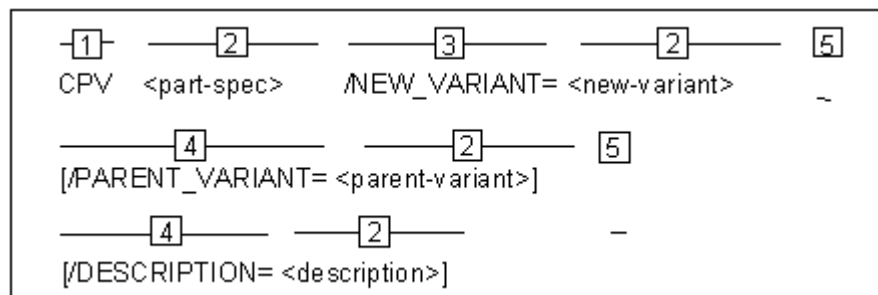 1 2 3 2 5
CPV <part-spec> /NEW_VARIANT= <new-variant> ~
4 2 5
[/PARENT_VARIANT= <parent-variant>]
4 2 –
[/DESCRIPTION= <description>]